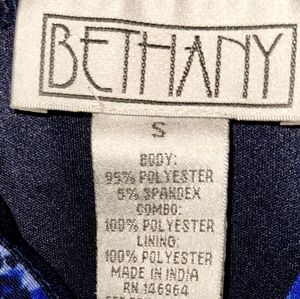 BETHANY
S
BODY:
95% POLYESTER
5% SPANDEX
COMBO:
100% POLYESTER
LINING:
100% POLYESTER
MADE IN INDIA
RN 146964